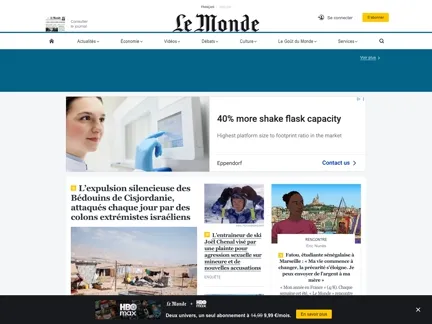 Français English
Consulter
le journal
Le Monde
Se connecter
S'abonner
Actualités
Économie
Vidéos
Débats
Culture
Le Goût du Monde
Services
Voir plus
40% more shake flask capacity
Highest platform size to footprint ratio in the market
Eppendorf
Contact us
L'expulsion silencieuse des
Bédouins de Cisjordanie,
attaqués chaque jour par des
colons extrémistes israéliens
L'entraîneur de ski
Joël Chenal visé par
une plainte pour
agression sexuelle sur
mineure et de
nouvelles accusations
ENQUÊTE
RENCONTRE
Fatou, étudiante sénégalaise à
Marseille : « Ma vie commence à
changer, la précarité s'éloigne. Je
peux envoyer de l'argent à ma
mère »
HBO
max
Le Monde + HBO max
Deux univers, un seul abonnement à 14,99 9,99 €/mois.
En savoir plus